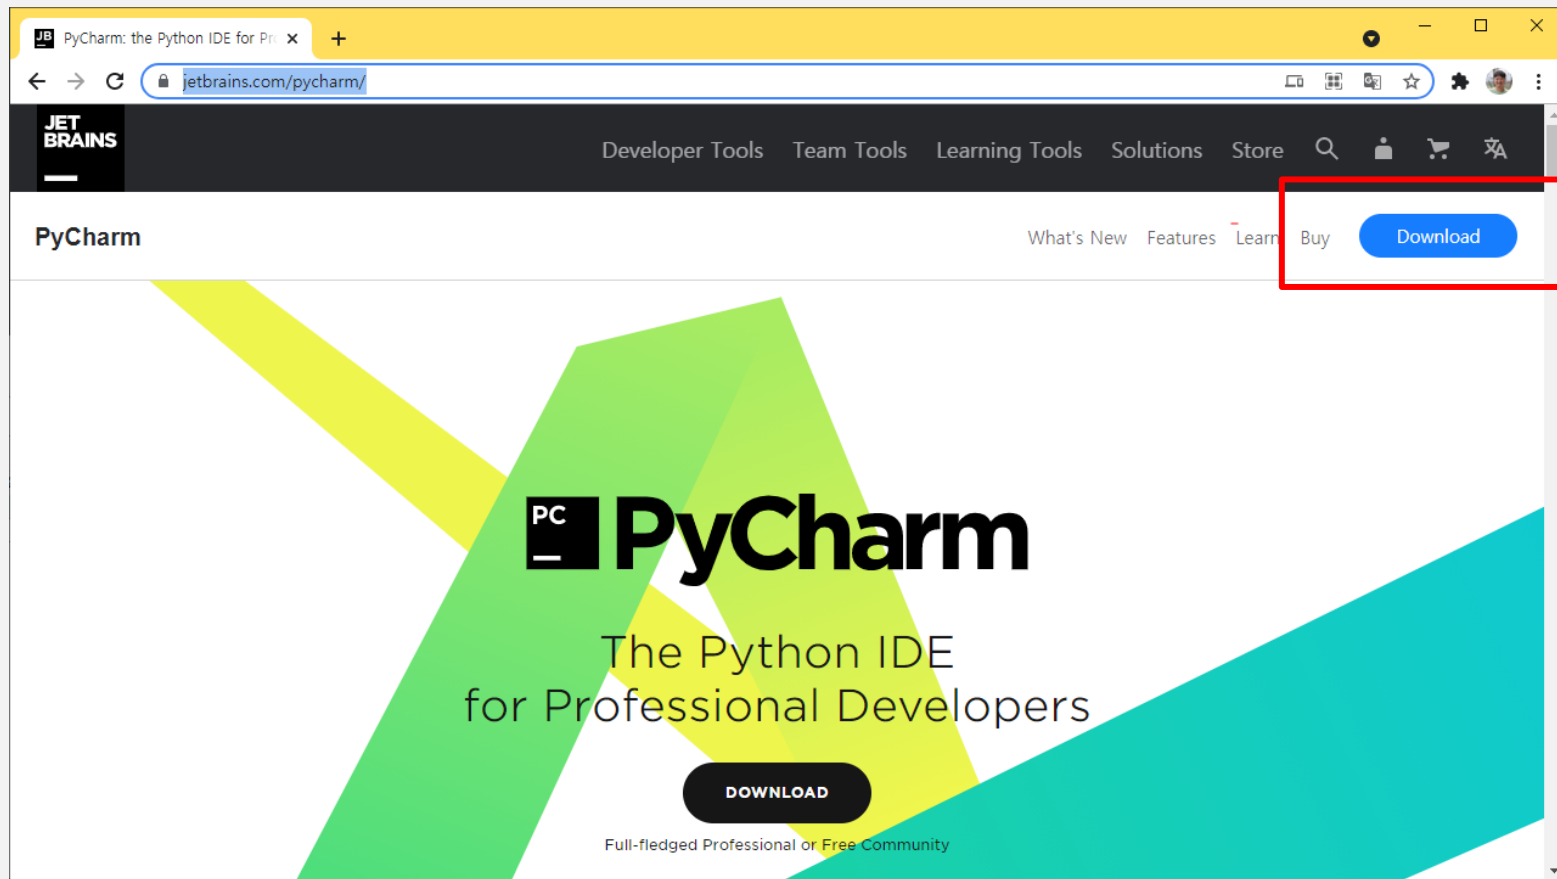 JB PyCharm: the Python IDE for Pr
jetbrains.com/pycharm/
JET
BRAINS
Developer Tools Team Tools Learning Tools Solutions Store
PyCharm
What's New Features Learn Buy Download
PC PyCharm
The Python IDE
for Professional Developers
DOWNLOAD
Full-fledged Professional or Free Community